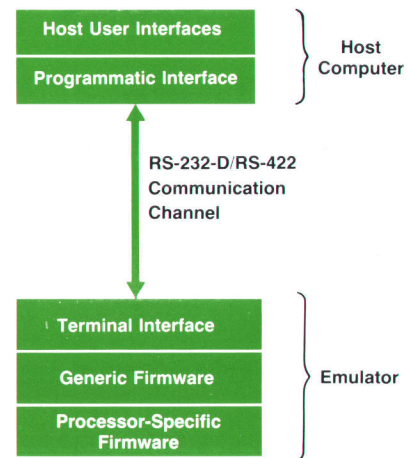 Host User Interfaces
Programmatic Interface
Host
Computer
RS-232-D/RS-422
Communication
Channel
Terminal Interface
Generic Firmware
Processor-Specific
Firmware
Emulator